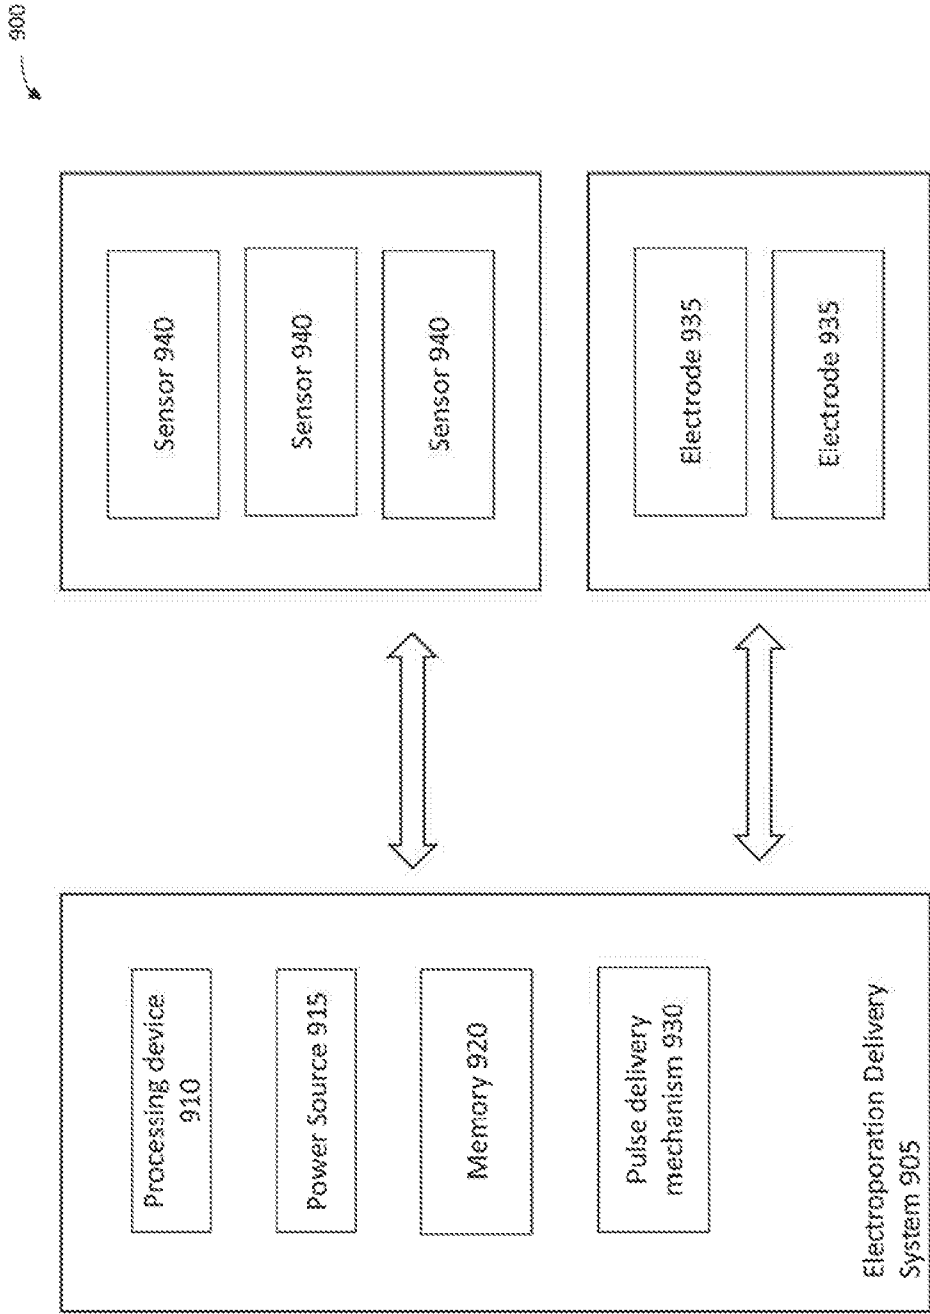 900
Processing device
910
Power Source 915
Memory 920
Pulse delivery
mechanism 930
Electroporation Delivery
System 905
Sensor 940
Sensor 940
Sensor 940
Electrode 935
Electrode 935